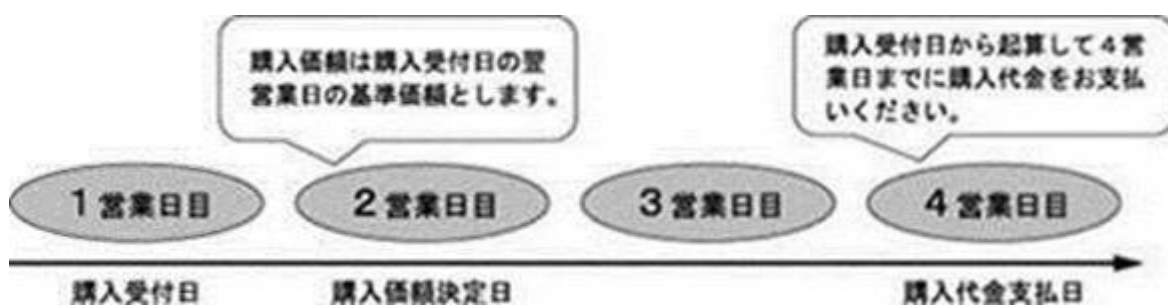 購入価額は購入受付日の翌
営業日の基準価額とします。
購入受付日から起算して4営
業日までに購入代金をお支払
いください。
1営業日目
2営業日目
3営業日目
4営業日目
購入受付日
購入価額決定日
購入代金支払日